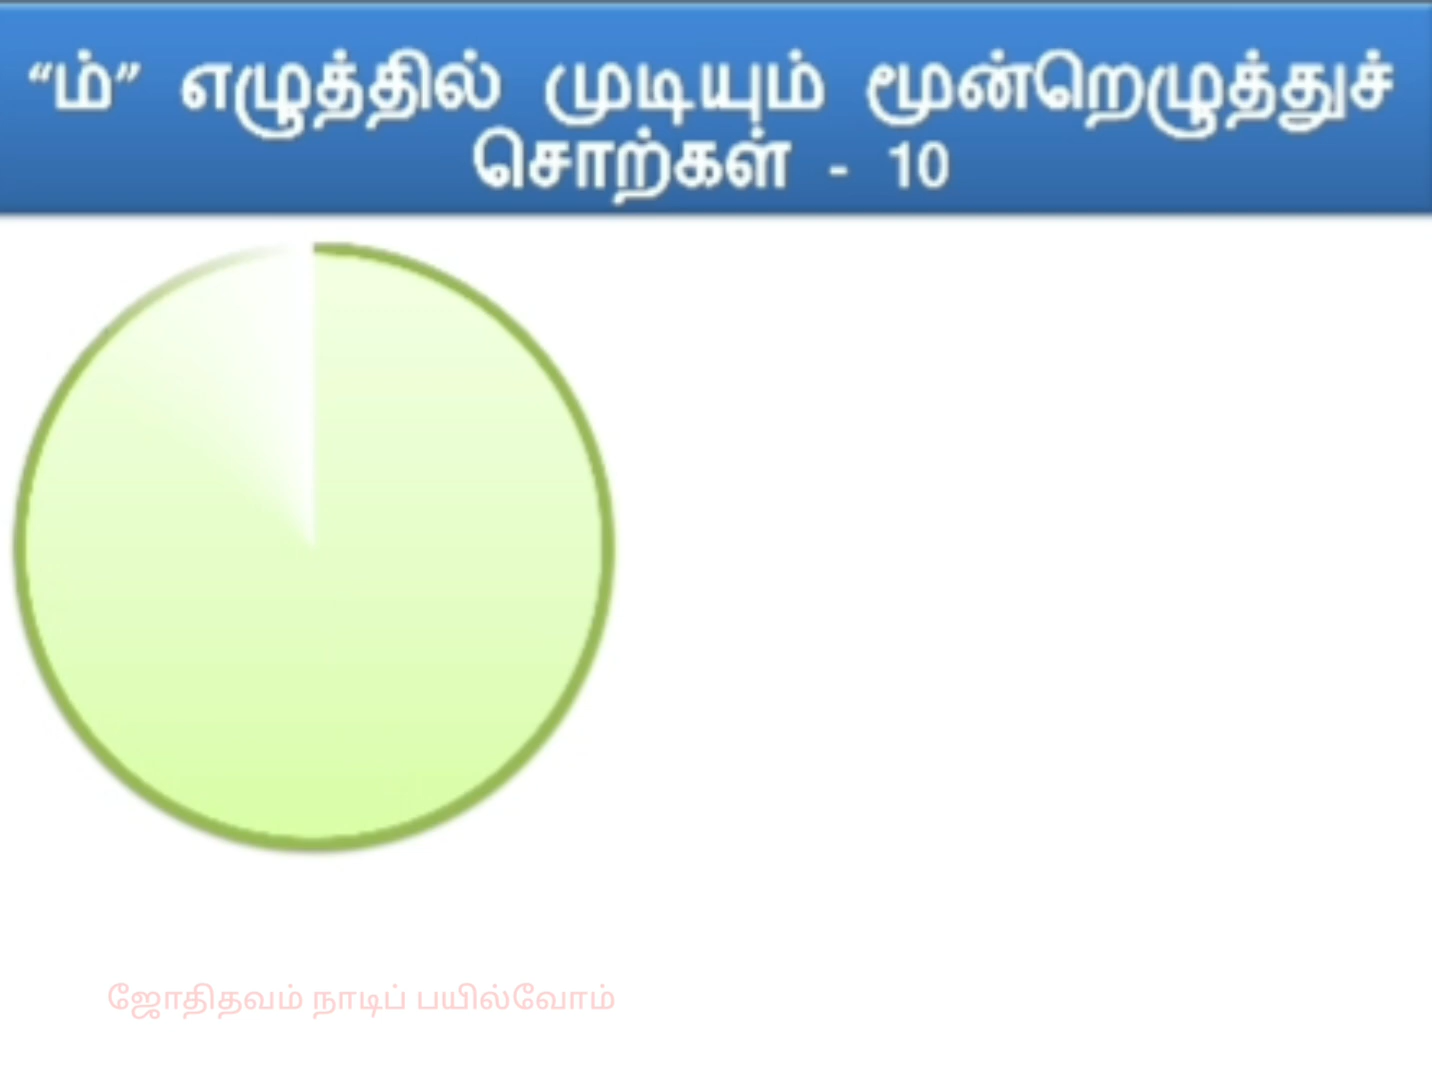 “ம்” எழுத்தில் முடியும் மூன்றெழுத்துச்
சொற்கள் - 10
ஜோதிதவம் நாடிப் பயில்வோம்